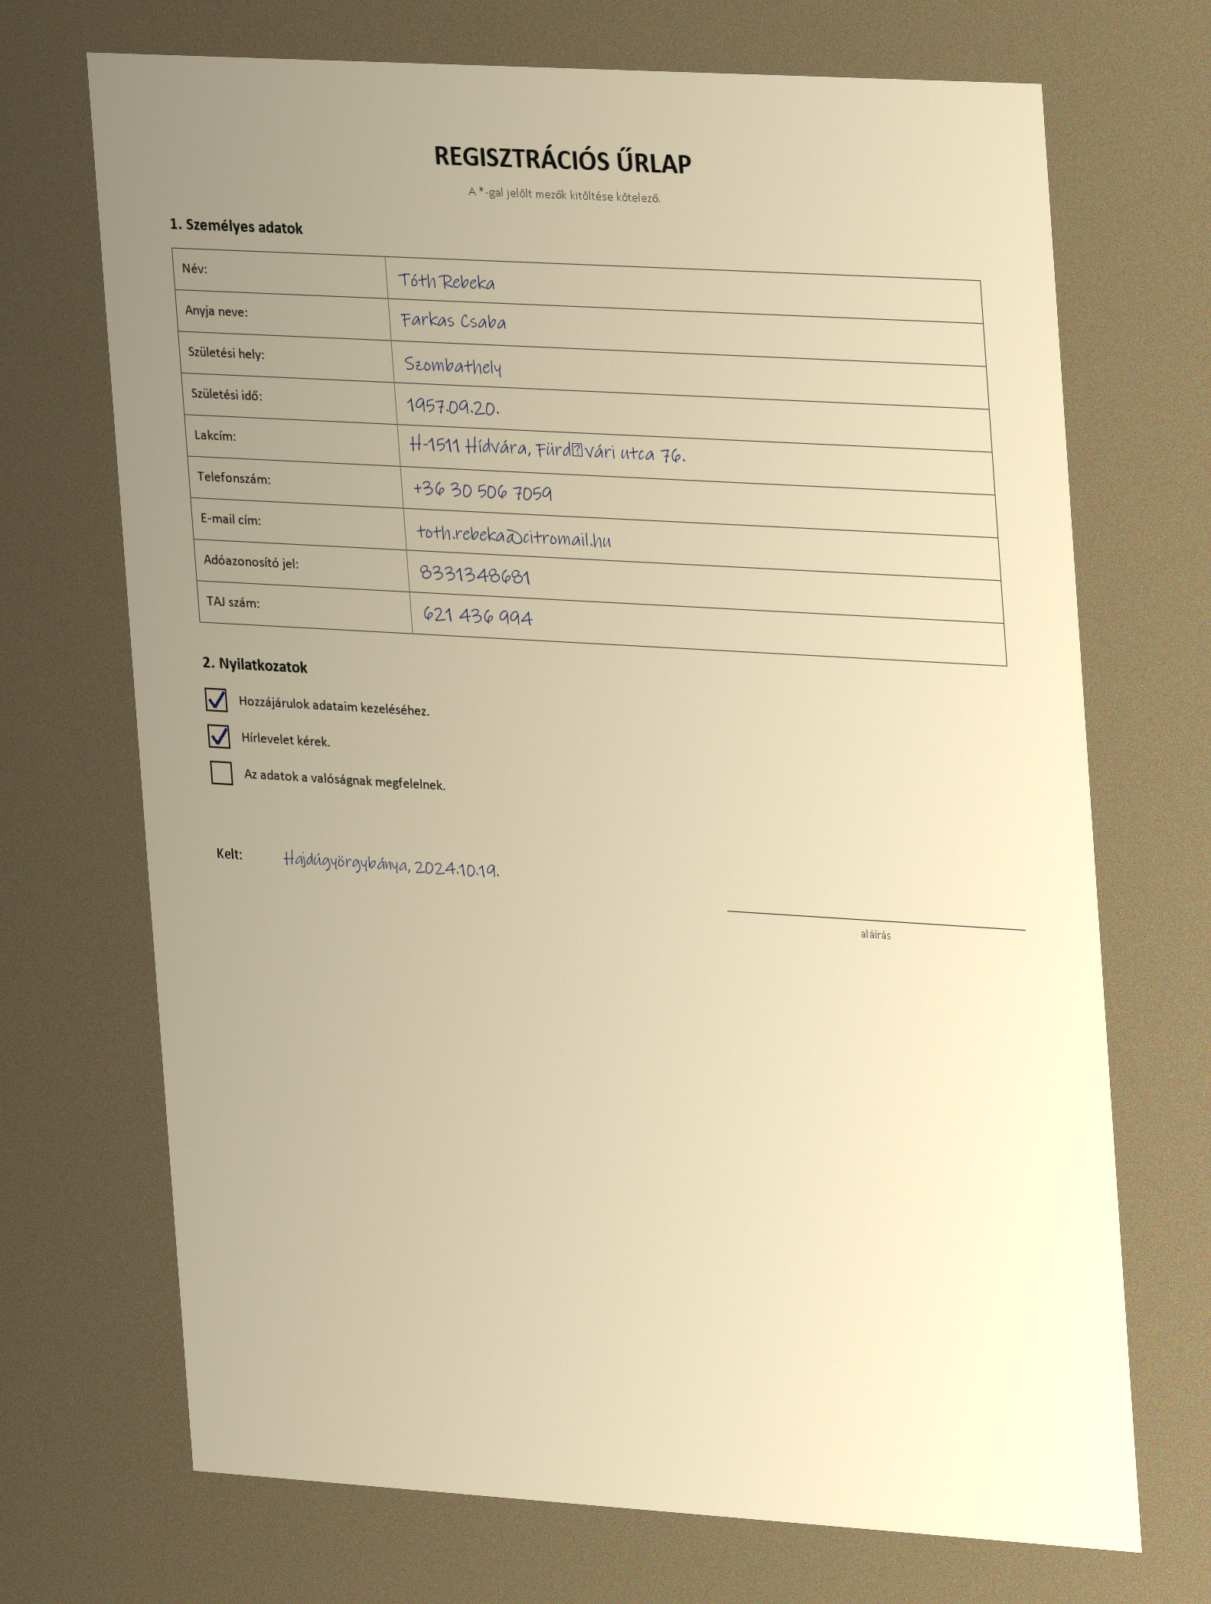 REGISZTRÁCIÓS ŰRLAP
A *-gal jelölt mezők kitöltése kötelező.
1. Személyes adatok
Név: Tóth Rebeka
Anyja neve: Farkas Csaba
Születési hely: Szombathely
Születési idő: 1957.09.20.
Lakcím: H-1511 Hídvára, Fürd□vári utca 76.
Telefonszám: +36 30 506 7059
E-mail cím: toth.rebeka@citromail.hu
Adóazonosító jel: 8331348681
TAJ szám: 621 436 994
2. Nyilatkozatok
Hozzájárulok adataim kezeléséhez.
Hírlevelet kérek.
Az adatok a valóságnak megfelelnek.
Kelt: Hajdúgyörgybánya, 2024.10.19.
aláírás